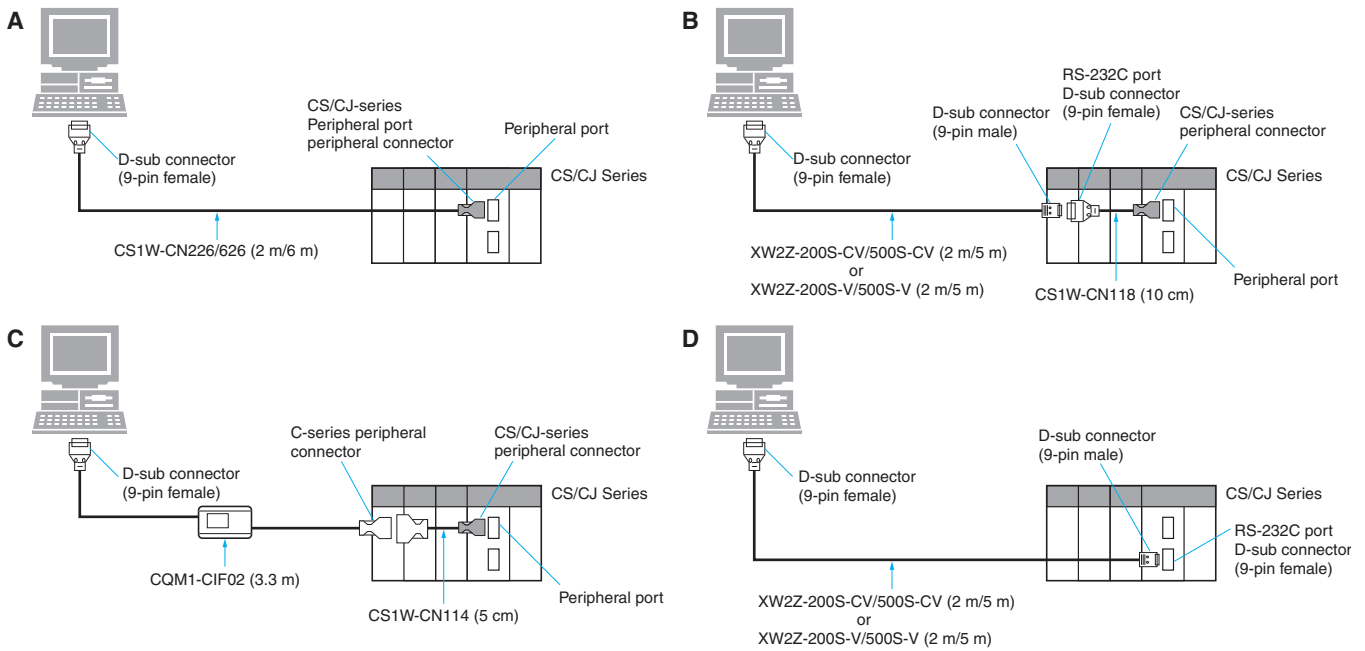 A
CS/CJ-series
Peripheral port
peripheral connector
Peripheral port
D-sub connector
(9-pin female)
CS/CJ Series
CS1W-CN226/626 (2 m/6 m)
B
RS-232C port
D-sub connector
(9-pin female)
D-sub connector
(9-pin male)
CS/CJ-series
peripheral connector
D-sub connector
(9-pin female)
CS/CJ Series
XW2Z-200S-CV/500S-CV (2 m/5 m)
or
XW2Z-200S-V/500S-V (2 m/5 m)
CS1W-CN118 (10 cm)
Peripheral port
C
C-series peripheral
connector
CS/CJ-series
peripheral connector
D-sub connector
(9-pin female)
CS/CJ Series
CQM1-CIF02 (3.3 m)
CS1W-CN114 (5 cm)
Peripheral port
D
D-sub connector
(9-pin male)
D-sub connector
(9-pin female)
CS/CJ Series
RS-232C port
D-sub connector
(9-pin female)
XW2Z-200S-CV/500S-CV (2 m/5 m)
or
XW2Z-200S-V/500S-V (2 m/5 m)